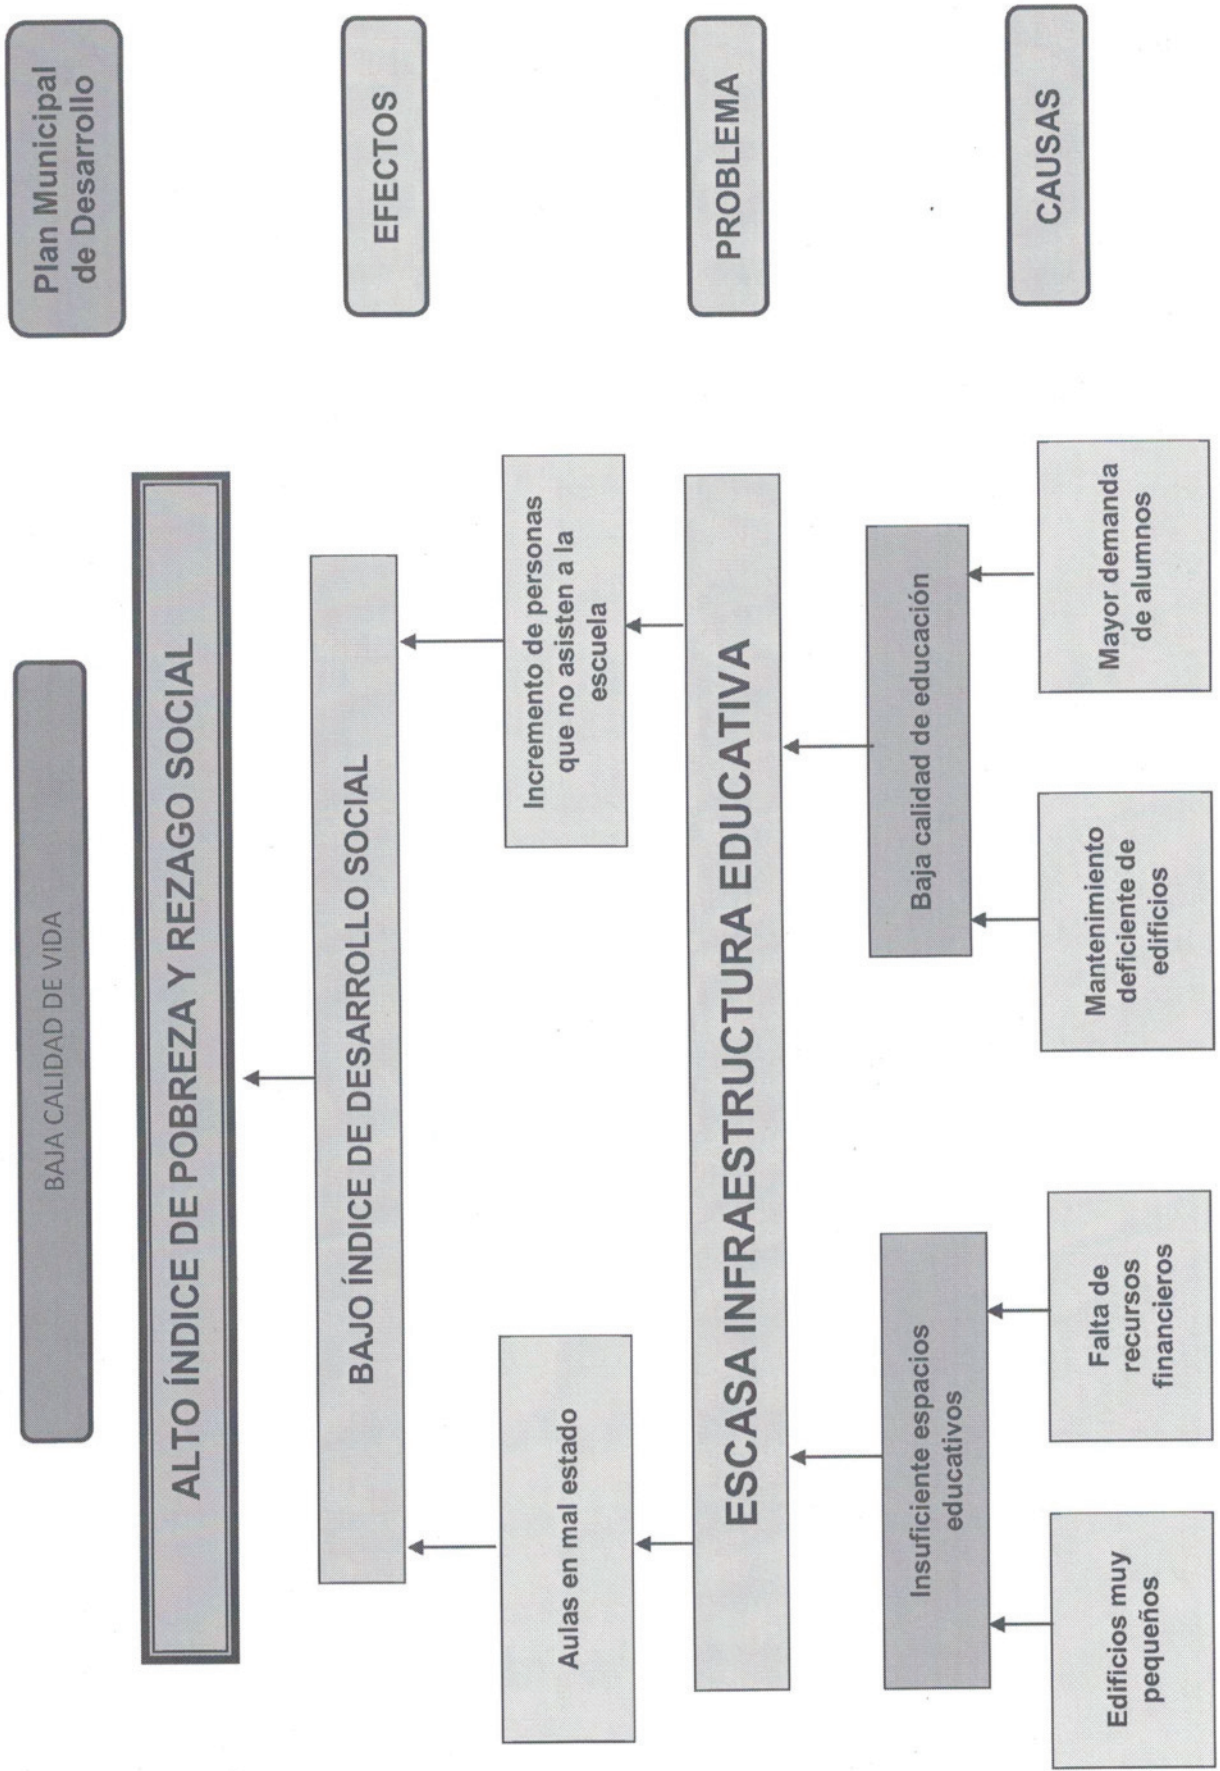 BAJA CALIDAD DE VIDA
Plan Municipal
de Desarrollo
ALTO ÍNDICE DE POBREZA Y REZAGO SOCIAL
BAJO ÍNDICE DE DESARROLLO SOCIAL
EFECTOS
Aulas en mal estado
Incremento de personas
que no asisten a la
escuela
ESCASA INFRAESTRUCTURA EDUCATIVA
PROBLEMA
Insuficiente espacios
educativos
Baja calidad de educación
Edificios muy
pequeños
Falta de
recursos
financieros
Mantenimiento
deficiente de
edificios
Mayor demanda
de alumnos
CAUSAS